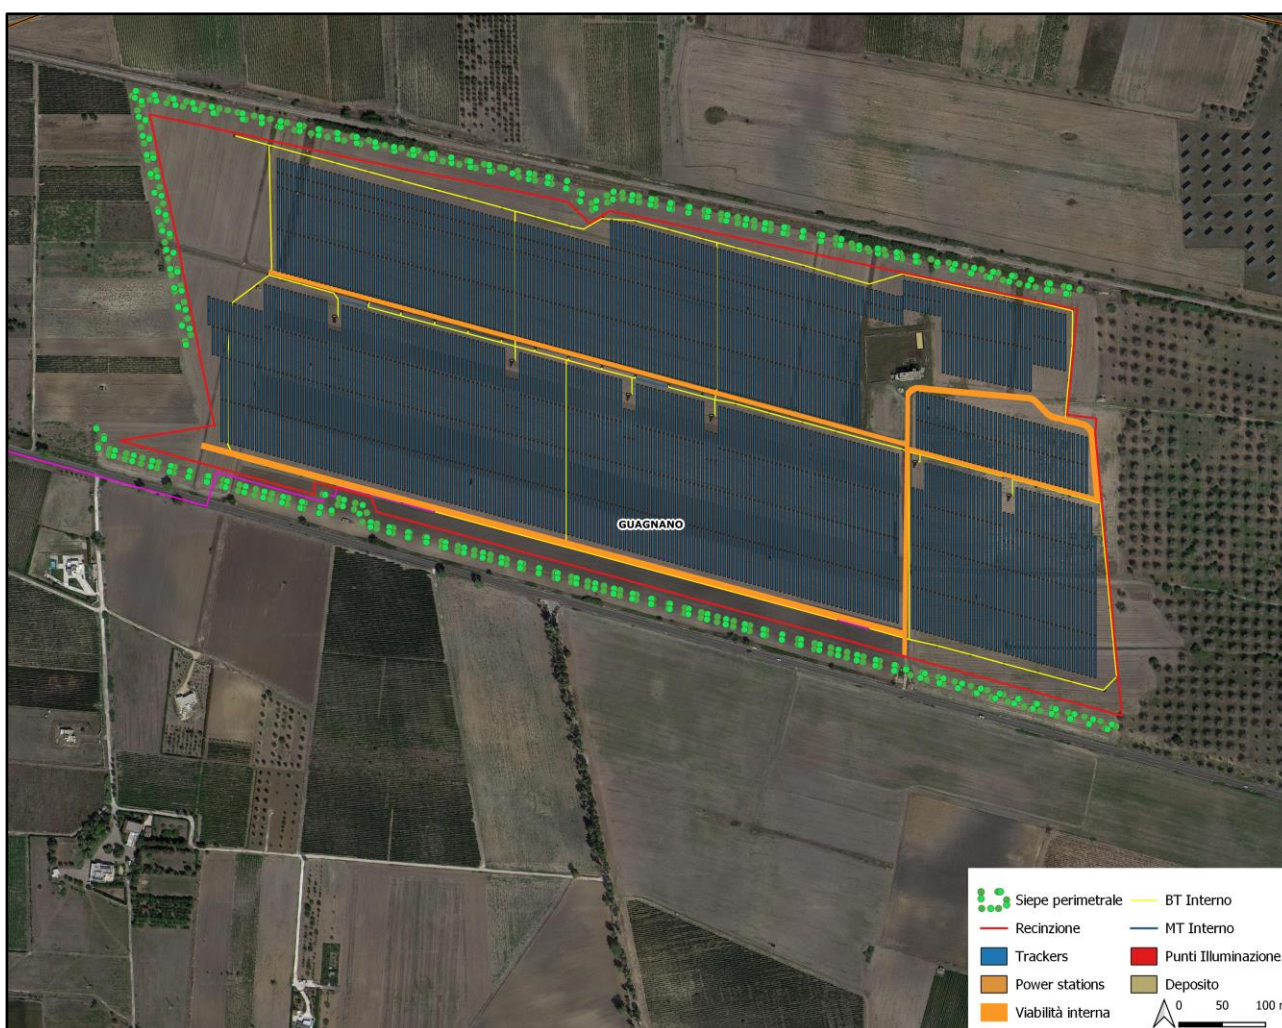 GUAGNANO
Siepe perimetrale
BT Interno
Recinzione
MT Interno
Trackers
Punti Illuminazione
Power stations
Deposito
Viabilità interna
0 50 100 m